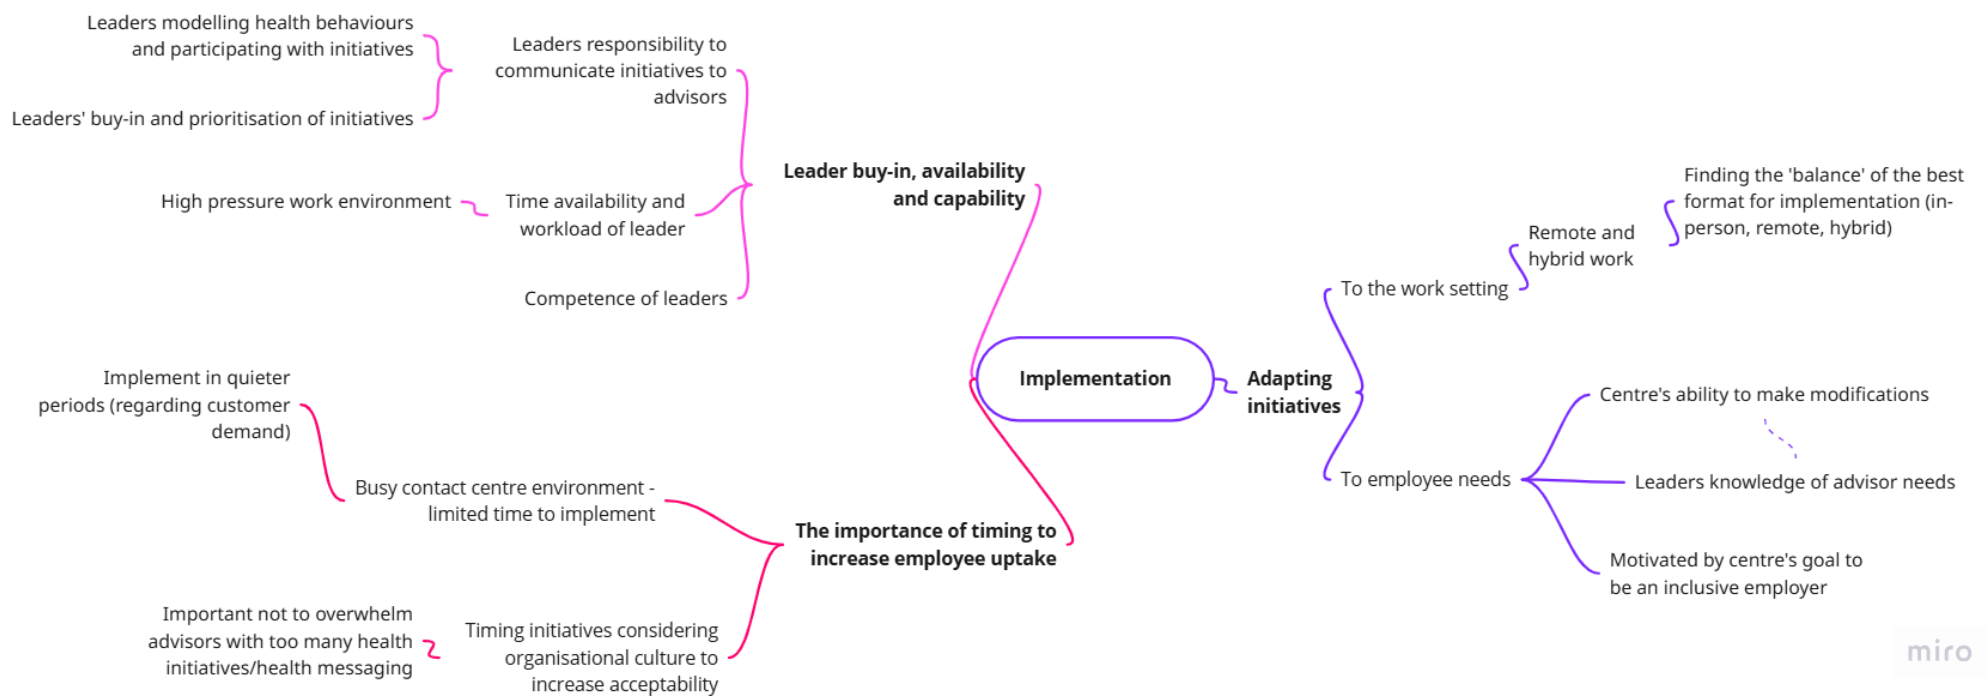 Leaders modelling health behaviours
and participating with initiatives
Leaders' buy-in and prioritisation of initiatives
Leaders responsibility to
communicate initiatives to
advisors
High pressure work environment
Time availability and
workload of leader
Competence of leaders
Leader buy-in, availability
and capability
Implement in quieter
periods (regarding customer
demand)
Busy contact centre environment -
limited time to implement
Important not to overwhelm
advisors with too many health
initiatives/health messaging
Timing initiatives considering
organisational culture to
increase acceptability
The importance of timing to
increase employee uptake
Implementation
Adapting
initiatives
To the work setting
Remote and
hybrid work
Finding the 'balance' of the best
format for implementation (in-
person, remote, hybrid)
To employee needs
Centre's ability to make modifications
Leaders knowledge of advisor needs
Motivated by centre's goal to
be an inclusive employer
miro